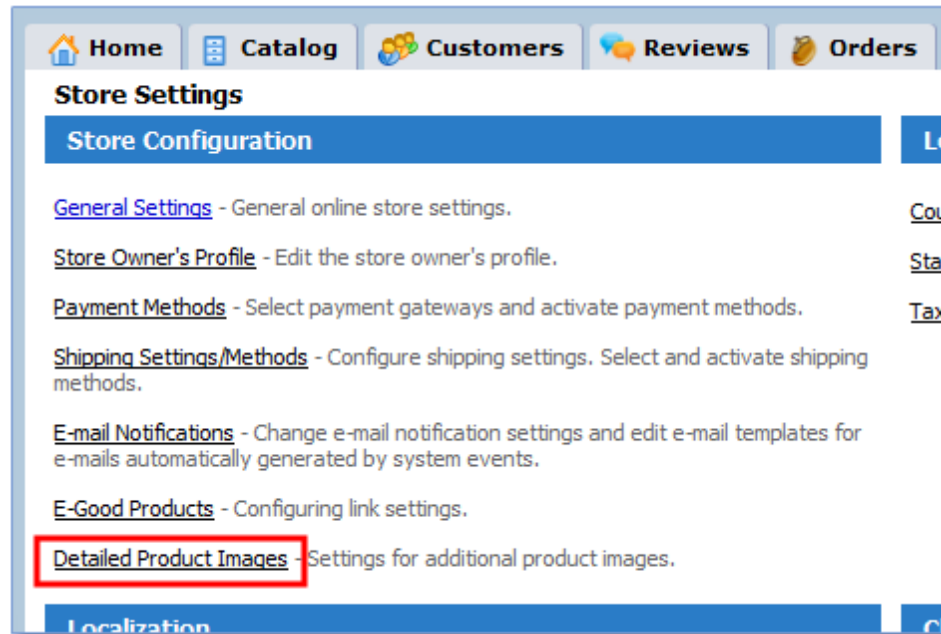 Home Catalog Customers Reviews Orders
Store Settings
Store Configuration
General Settings - General online store settings.
Store Owner's Profile - Edit the store owner's profile.
Payment Methods - Select payment gateways and activate payment methods.
Shipping Settings/Methods - Configure shipping settings. Select and activate shipping
methods.
E-mail Notifications - Change e-mail notification settings and edit e-mail templates for
e-mails automatically generated by system events.
E-Good Products - Configuring link settings.
Detailed Product Images - Settings for additional product images.
Localization